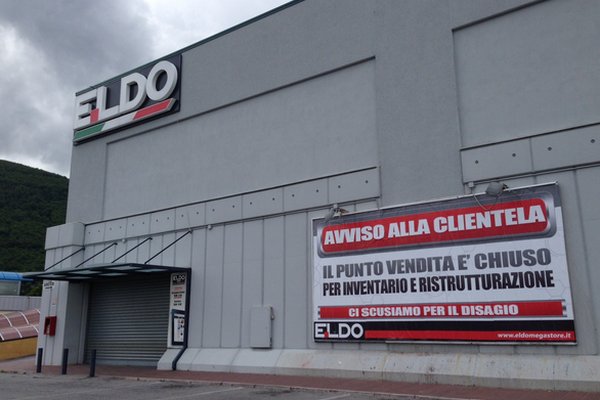 ELDO
AVVISO ALLA CLIENTELA
IL PUNTO VENDITA E' CHIUSO
PER INVENTARIO E RISTRUTTURAZIONE
CI SCUSIAMO PER IL DISAGIO
ELDO
www.eldomegastore.it
ELDO